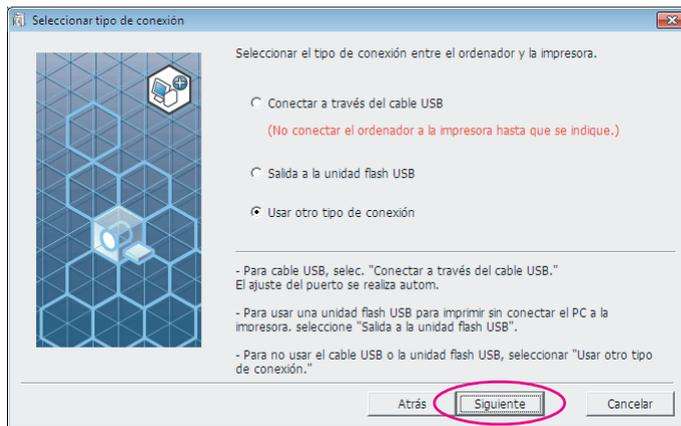 Seleccionar tipo de conexión
Seleccionar el tipo de conexión entre el ordenador y la impresora.
Conectar a través del cable USB
(No conectar el ordenador a la impresora hasta que se indique.)
Salida a la unidad flash USB
Usar otro tipo de conexión
- Para cable USB, selec. "Conectar a través del cable USB."
El ajuste del puerto se realiza autom.
- Para usar una unidad flash USB para imprimir sin conectar el PC a la
impresora. seleccione "Salida a la unidad flash USB".
- Para no usar el cable USB o la unidad flash USB, seleccionar "Usar otro tipo
de conexión."
Atrás
Siguiente
Cancelar